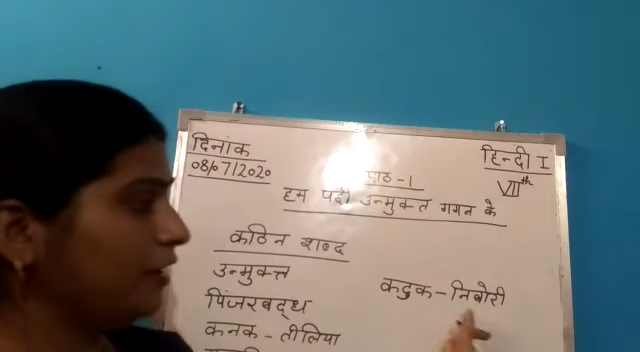 दिनांक
08/07/2020
हिन्दी I
VIIth
पाठ-1
हम पंछी उन्मुक्त गगन के
कठिन शब्द
उन्मुक्त
पिंजरबद्ध
कनक - तीलिया
कटुक - निबोरी